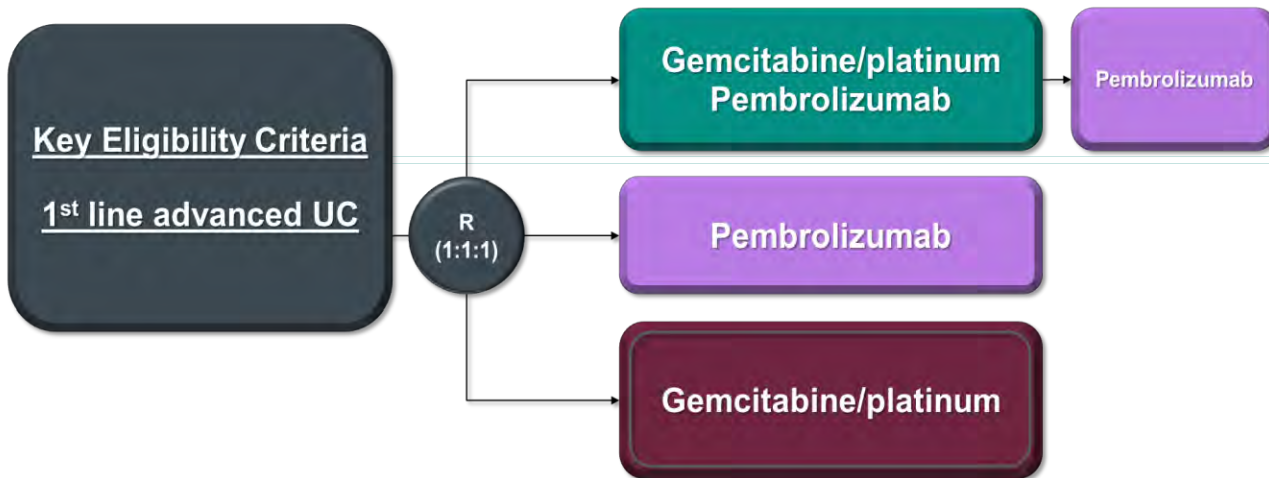 Key Eligibility Criteria
1st line advanced UC
R
(1:1:1)
Gemcitabine/platinum
Pembrolizumab
Pembrolizumab
Pembrolizumab
Gemcitabine/platinum